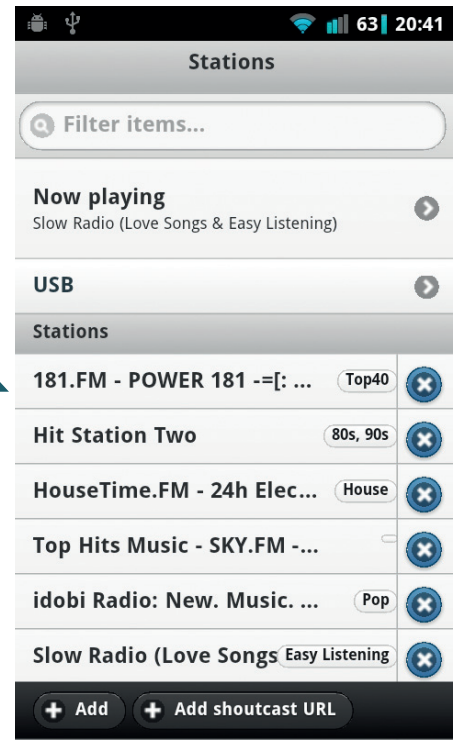 63 20:41
Stations
Filter items...
Now playing
Slow Radio (Love Songs & Easy Listening)
USB
Stations
181.FM - POWER 181 -=[: ... Top40
Hit Station Two 80s, 90s
HouseTime.FM - 24h Elec... House
Top Hits Music - SKY.FM -...
idobi Radio: New. Music. ... Pop
Slow Radio (Love Songs Easy Listening
Add Add shoutcast URL